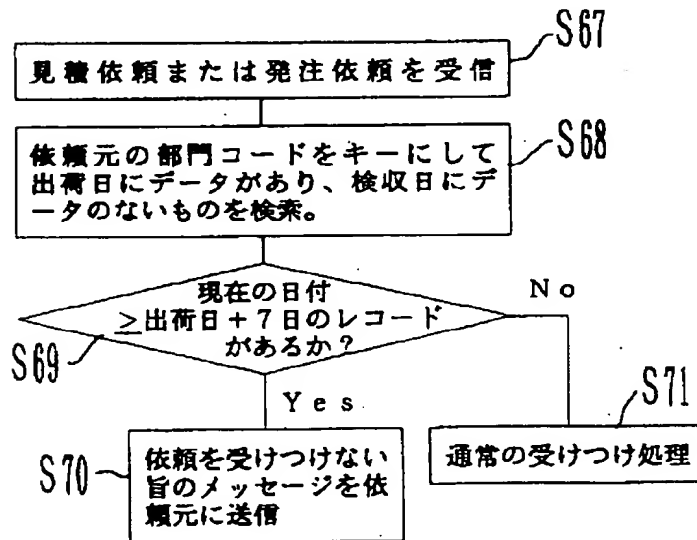 S67
見積依頼または発注依頼を受信
S68
依頼元の部門コードをキーにして
出荷日にデータがあり、検収日にデ
ータのないものを検索。
現在の日付
≥出荷日+7日のレコード
があるか?
No
S69
Yes
S71
S70
依頼を受けつけない
旨のメッセージを依
頼元に送信
通常の受けつけ処理